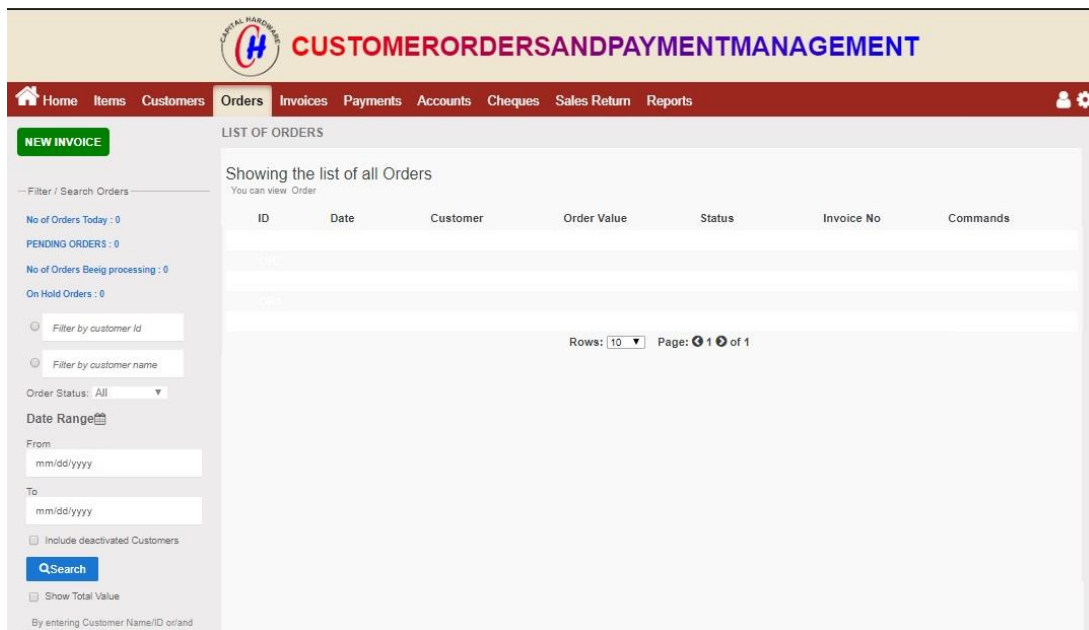 CAPITAL HARDWARE
CH
CUSTOMERORDERSANDPAYMENTMANAGEMENT
Home Items Customers Orders Invoices Payments Accounts Cheques Sales Return Reports
NEW INVOICE
Filter / Search Orders
No of Orders Today : 0
PENDING ORDERS : 0
No of Orders Beeig processing : 0
On Hold Orders : 0
Filter by customer Id
Filter by customer name
Order Status: All
Date Range
From
mm/dd/yyyy
To
mm/dd/yyyy
Include deactivated Customers
Search
Show Total Value
By entering Customer Name/ID or/and
LIST OF ORDERS
Showing the list of all Orders
You can view Order
ID Date Customer Order Value Status Invoice No Commands
Rows: 10 Page: 1 of 1